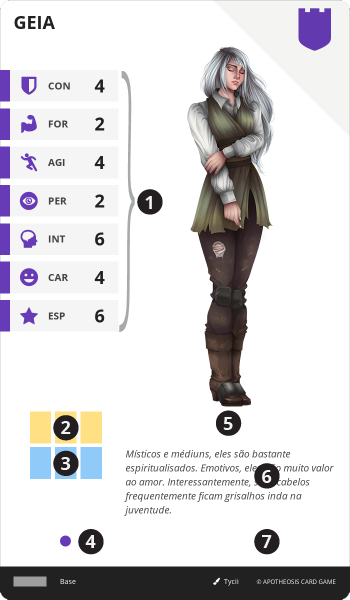 GEIA
CON 4
FOR 2
AGI 4
PER 2
INT 6
CAR 4
ESP 6
1
2
3
4
5
Místicos e médiuns, eles são bastante
espiritualisados. Emotivos, muito valor
6
ao amor. Interessantemente, cabelos
frequentemente ficam grisalhos inda na
juventude.
7
Base
Tycii
© APOTHEOSIS CARD GAME